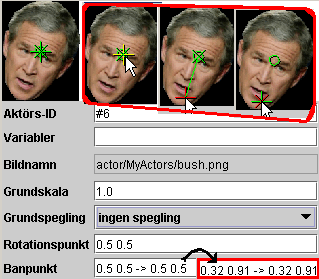 Aktörs-ID #6
Variabler
Bildnamn actor/MyActors/bush.png
Grundskala 1.0
Grundspegling ingen spegling
Rotationspunkt 0.5 0.5
Banpunkt 0.5 0.5 -> 0.5 0.5 0.32 0.91 -> 0.32 0.91